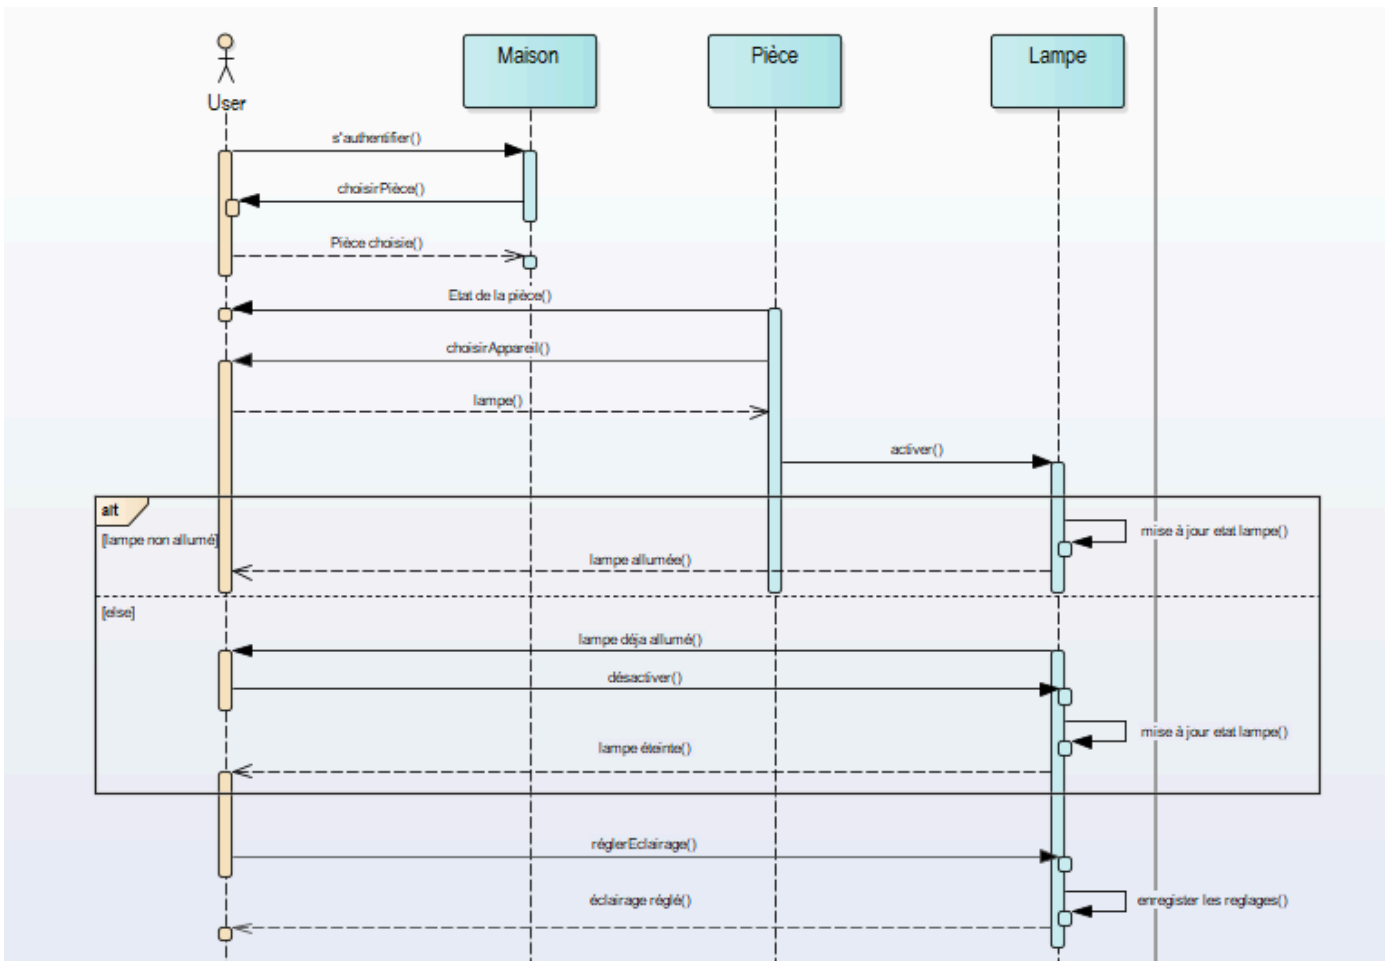 Maison
Pièce
Lampe
User
s'authentifier()
choisirPièce()
Pièce choisie()
Etat de la pièce()
choisirAppareil()
lampe()
activer()
alt
[lampe non allumé]
mise à jour etat lampe()
lampe allumée()
[else]
lampe déja allumé()
désactiver()
mise à jour etat lampe()
lampe éteinte()
réglerEclairage()
éclairage réglé()
enregister les reglages()